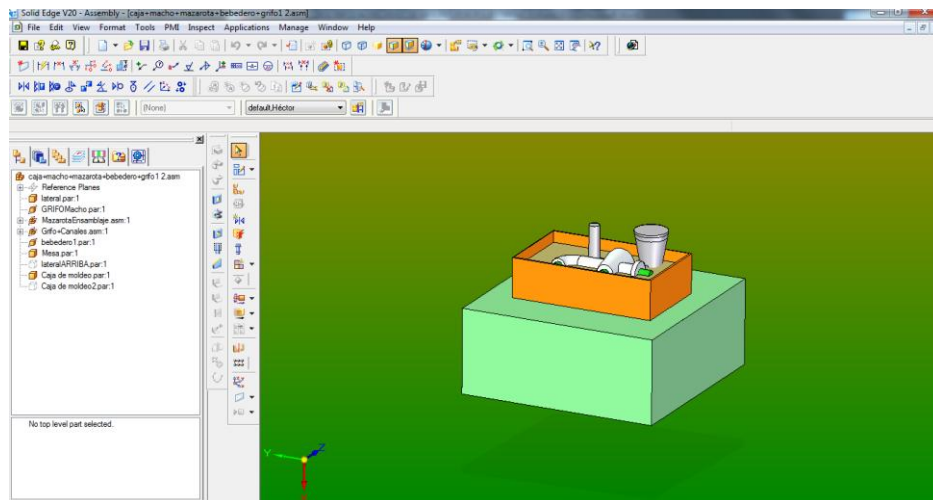 Solid Edge V20 - Assembly - [caja+macho+mazarota+bebedero+grifo1 2.asm]
File Edit View Format Tools PMI Inspect Applications Manage Window Help
(None)
default,Héctor
caja+macho+mazarota+bebedero+grifo1 2.asm
Reference Planes
lateral.par:1
GRIFOMacho.par:1
MazarotaEnsamblaje.asm:1
Grifo+Canales.asm:1
bebedero1.par:1
Mesa.par:1
lateralARRIBA.par:1
Caja de moldeo.par:1
Caja de moldeo2.par:1
No top level part selected.
Y
Z